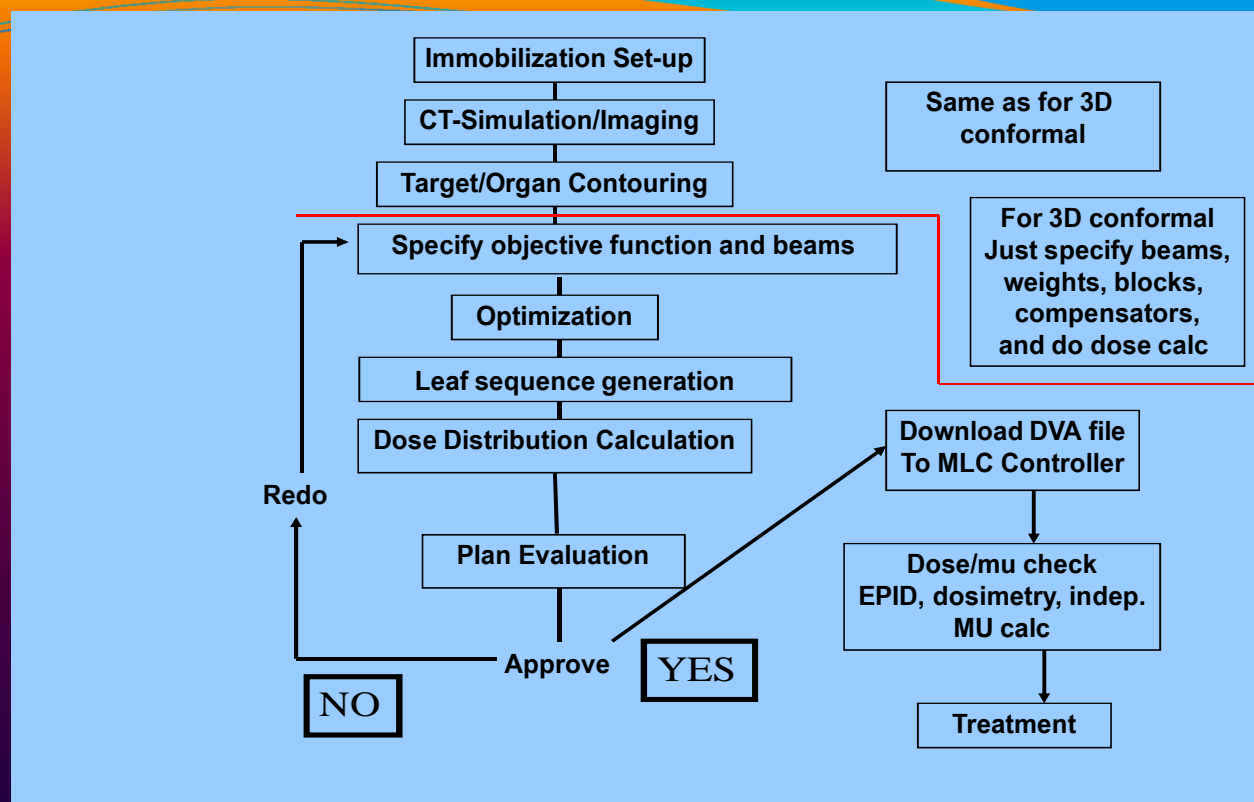 Immobilization Set-up
CT-Simulation/Imaging
Target/Organ Contouring
Same as for 3D
conformal
Specify objective function and beams
For 3D conformal
Just specify beams,
weights, blocks,
compensators,
and do dose calc
Optimization
Leaf sequence generation
Dose Distribution Calculation
Redo
Plan Evaluation
Approve
NO
YES
Download DVA file
To MLC Controller
Dose/mu check
EPID, dosimetry, indep.
MU calc
Treatment